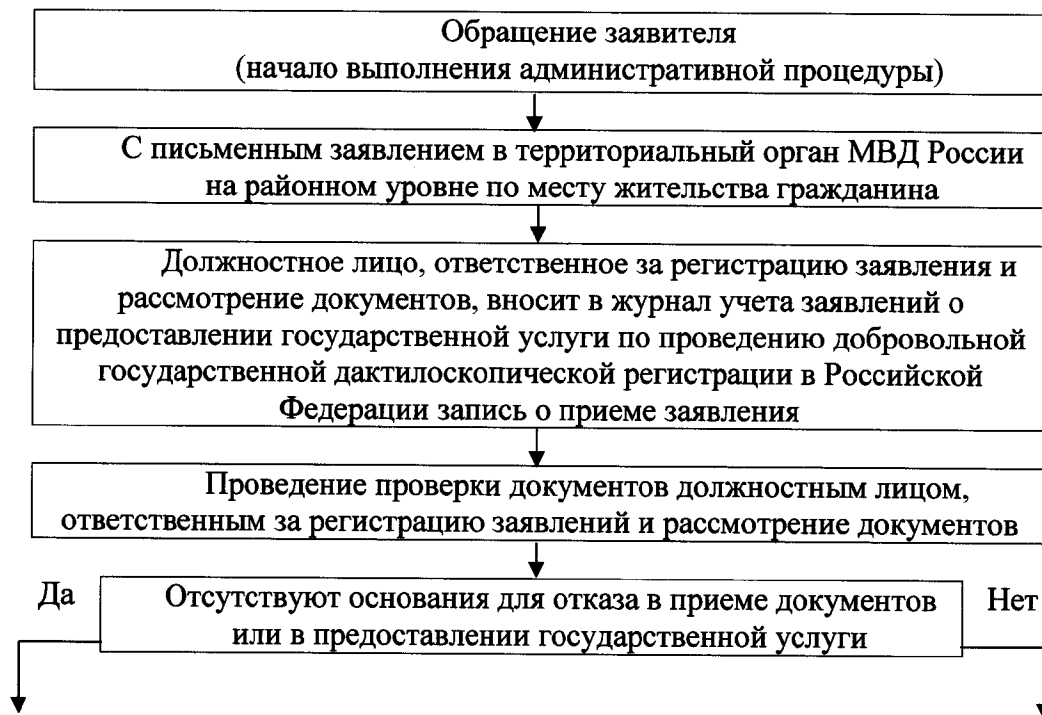 Обращение заявителя
(начало выполнения административной процедуры)
С письменным заявлением в территориальный орган МВД России
на районном уровне по месту жительства гражданина
Должностное лицо, ответственное за регистрацию заявления и
рассмотрение документов, вносит в журнал учета заявлений о
предоставлении государственной услуги по проведению добровольной
государственной дактилоскопической регистрации в Российской
Федерации запись о приеме заявления
Проведение проверки документов должностным лицом,
ответственным за регистрацию заявлений и рассмотрение документов
Да
Отсутствуют основания для отказа в приеме документов
или в предоставлении государственной услуги
Нет